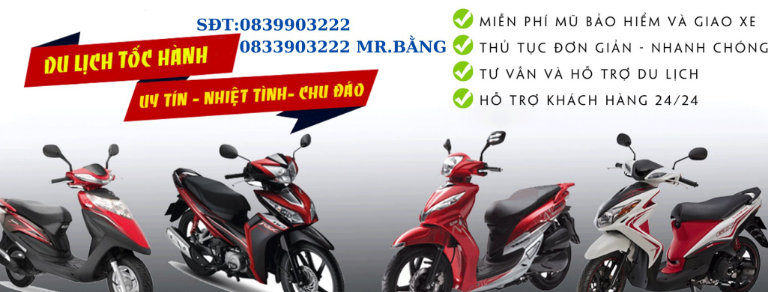 SĐT:0839903222
0833903222 MR.BẰNG
DU LỊCH TỐC HÀNH
UY TÍN - NHIỆT TÌNH- CHU ĐÁO
MIỄN PHÍ MŨ BẢO HIỂM VÀ GIAO XE
THỦ TỤC ĐƠN GIẢN - NHANH CHÓNG
TƯ VẤN VÀ HỖ TRỢ DU LỊCH
HỖ TRỢ KHÁCH HÀNG 24/24